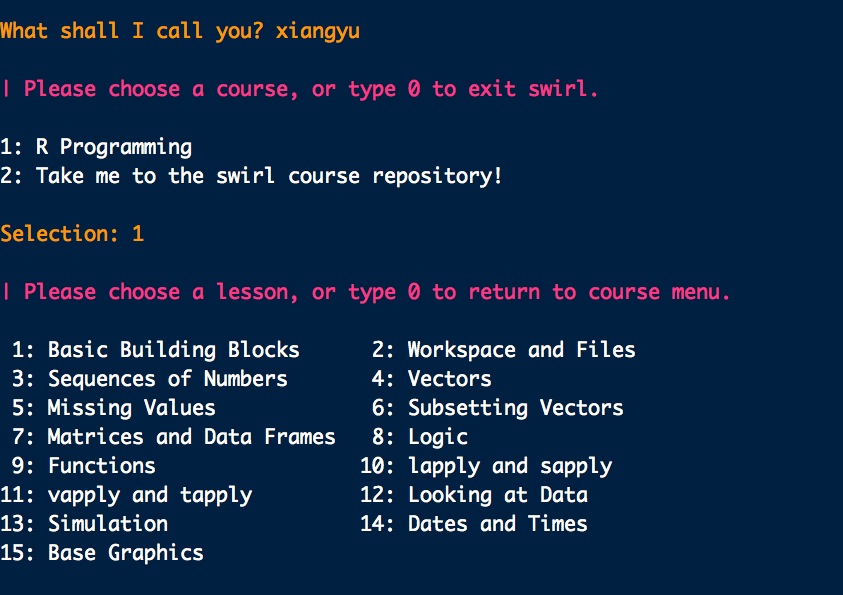 What shall I call you? xiangyu
| Please choose a course, or type 0 to exit swirl.
1: R Programming
2: Take me to the swirl course repository!
Selection: 1
| Please choose a lesson, or type 0 to return to course menu.
1: Basic Building Blocks 2: Workspace and Files
3: Sequences of Numbers 4: Vectors
5: Missing Values 6: Subsetting Vectors
7: Matrices and Data Frames 8: Logic
9: Functions 10: lapply and sapply
11: vapply and tapply 12: Looking at Data
13: Simulation 14: Dates and Times
15: Base Graphics